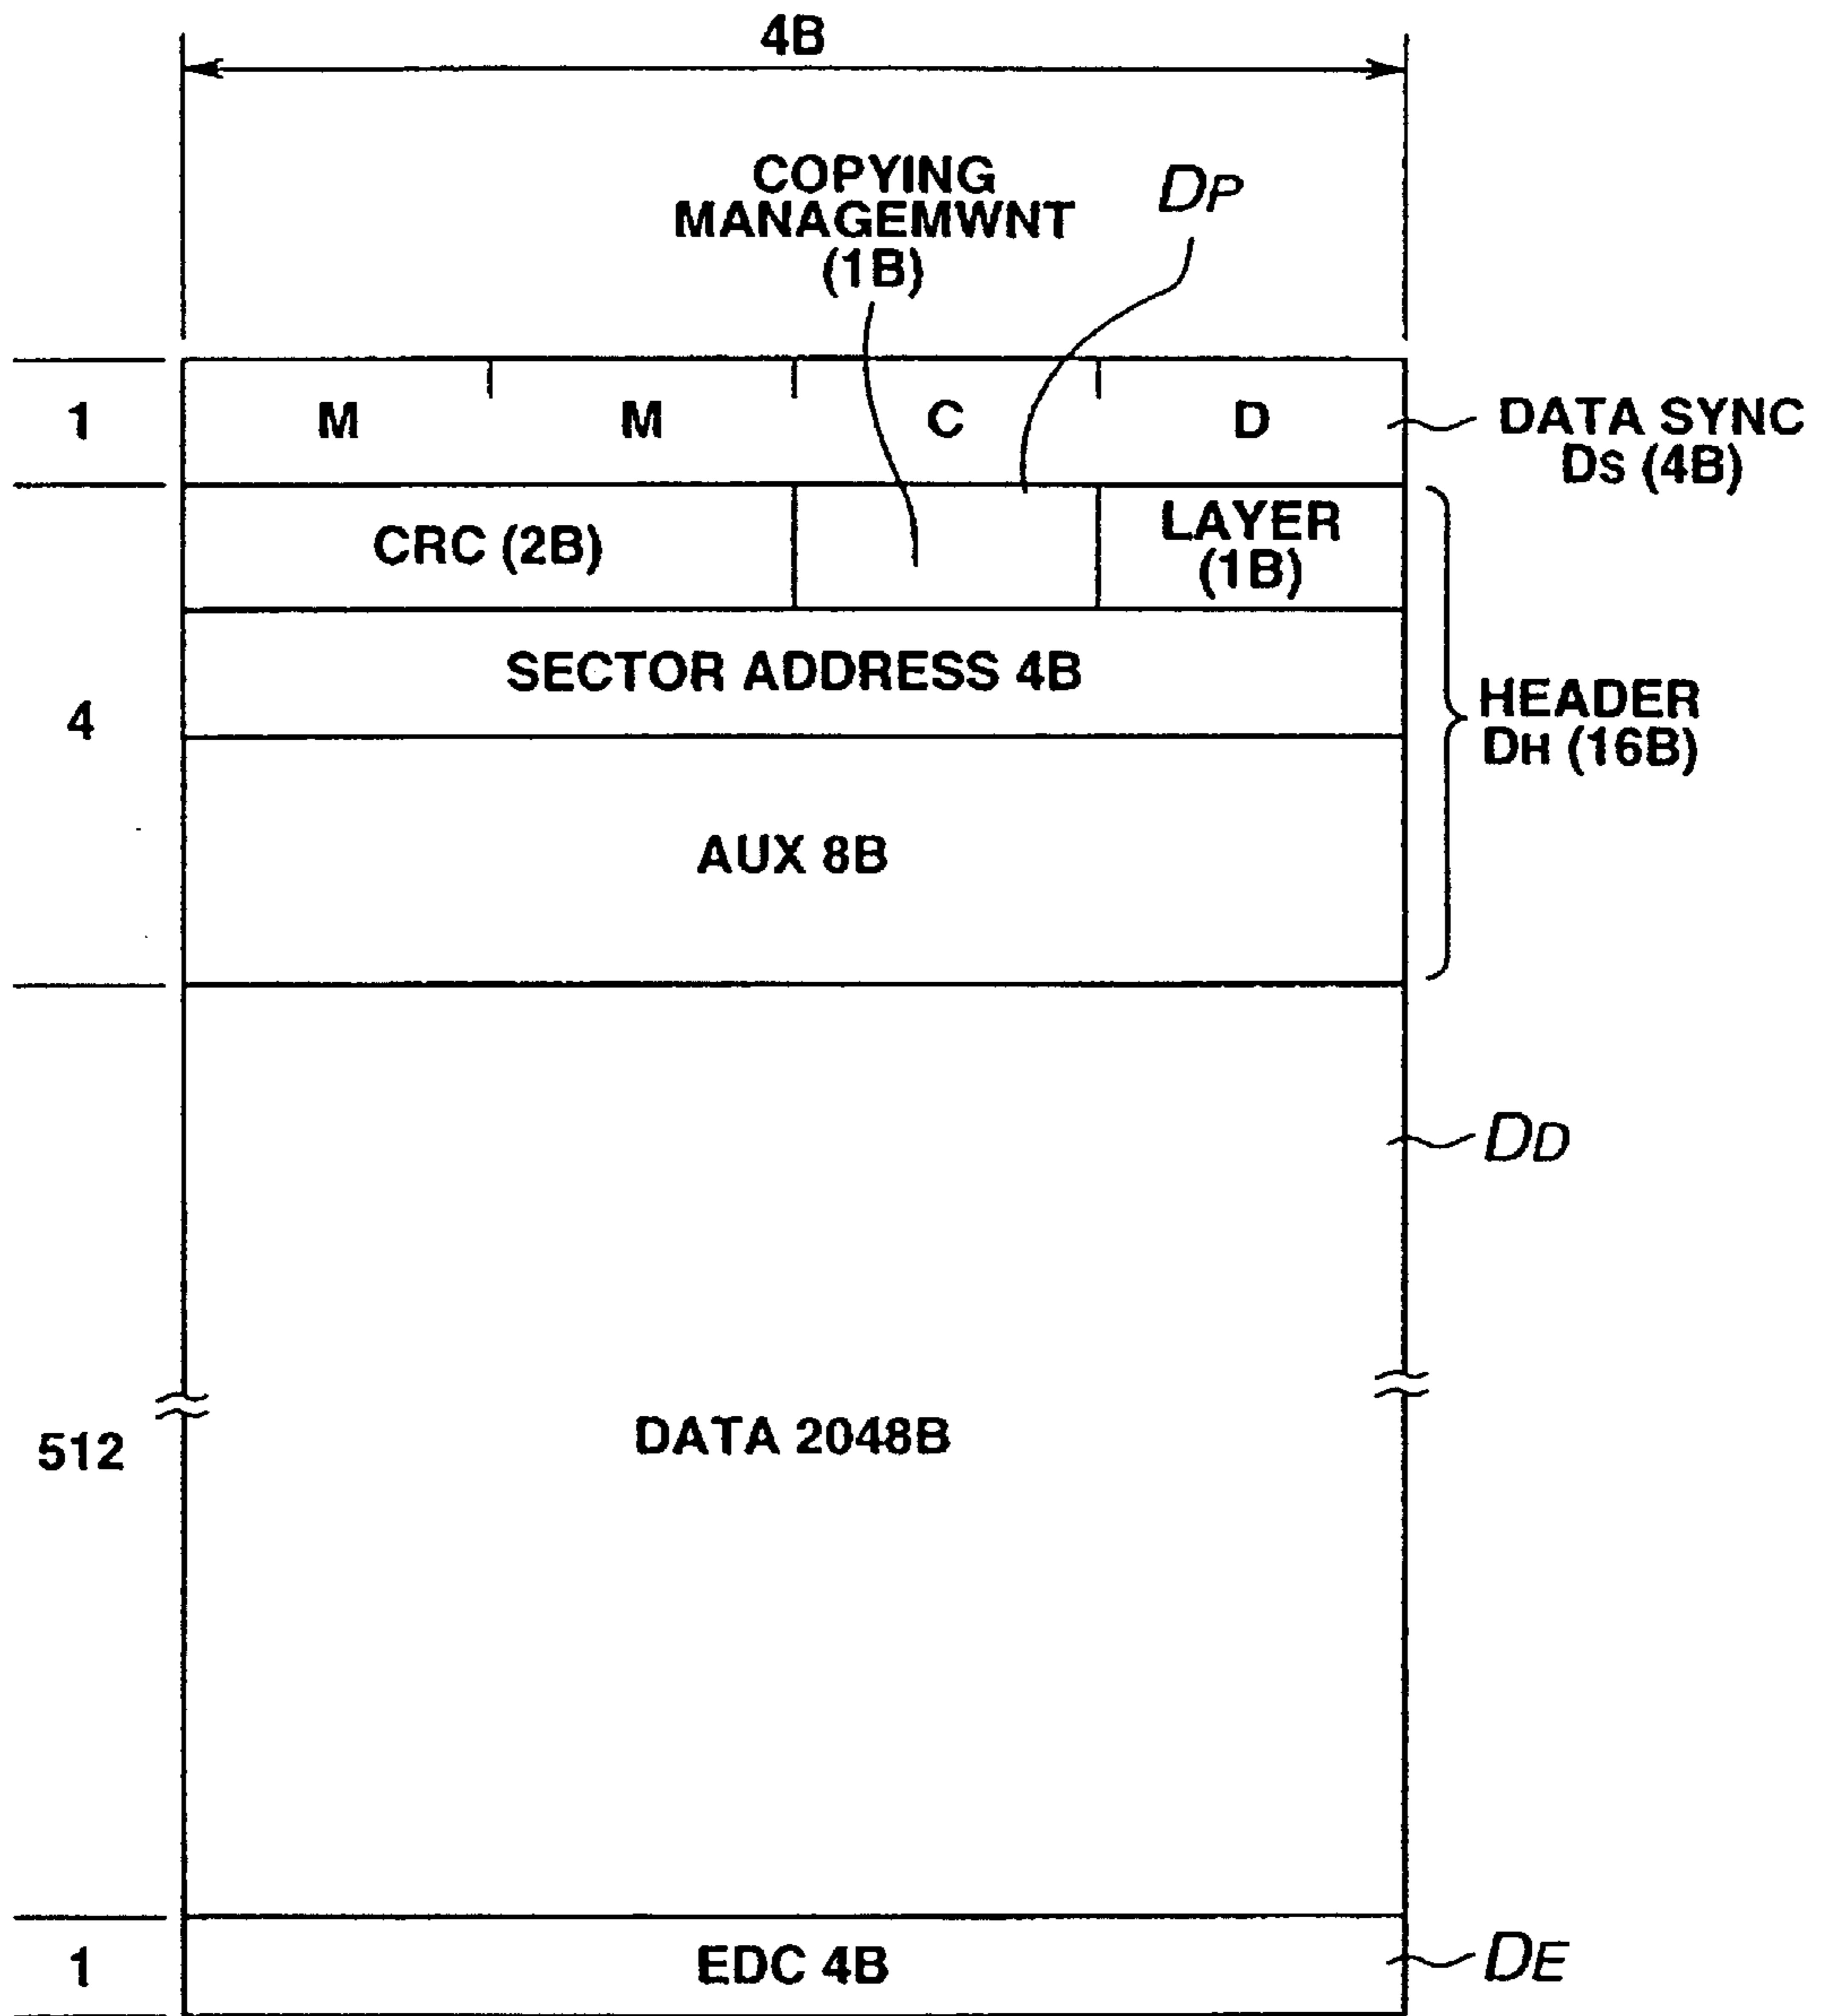 4B
COPYING
MANAGEMWNT
(1B)
DP
1
M M C D
DATA SYNC
DS (4B)
CRC (2B)
LAYER
(1B)
SECTOR ADDRESS 4B
4
HEADER
DH (16B)
AUX 8B
DD
512
DATA 2048B
1
EDC 4B
DE